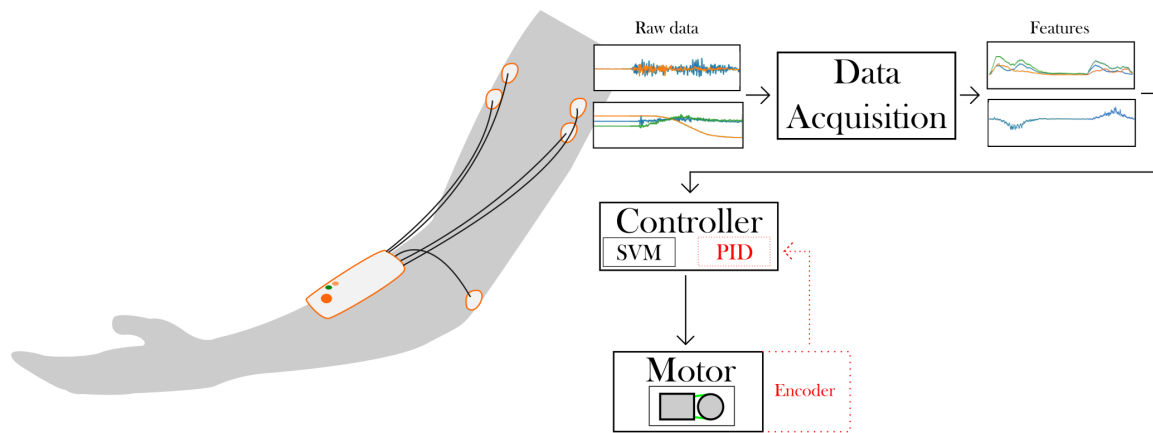 Raw data
Features
Data
Acquisition
Controller
SVM
PID
Motor
Encoder